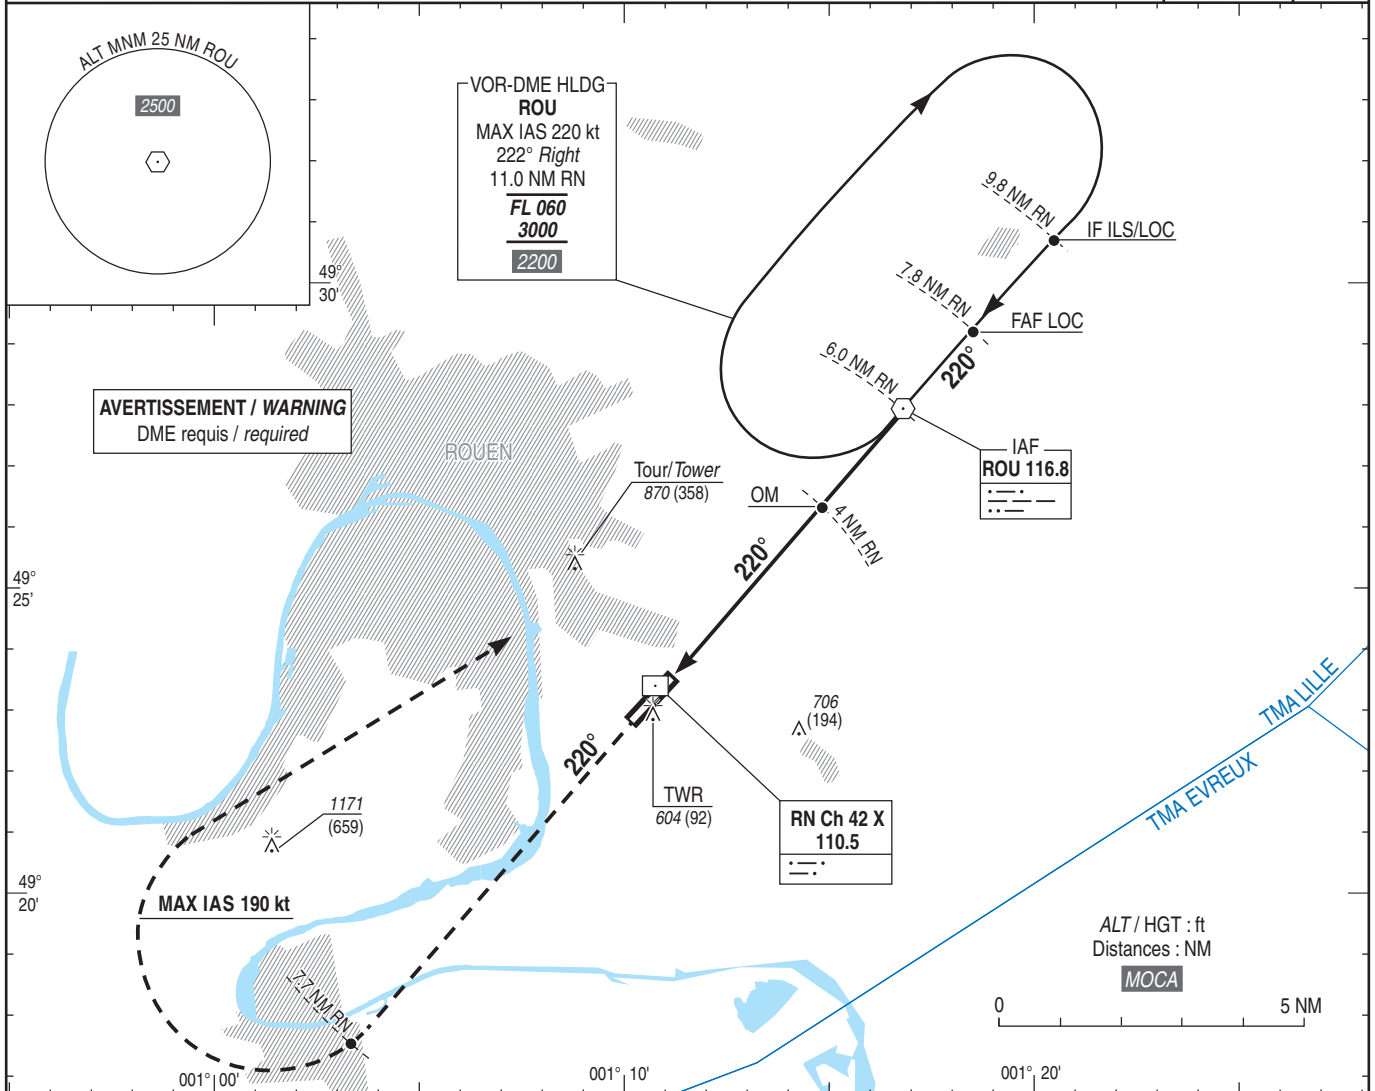 ALT MNM 25 NM ROU
2500
VOR-DME HLDG
ROU
MAX IAS 220 kt
222° Right
11.0 NM RN
FL 060
3000
2200
9.8 NM RN
IF ILS/LOC
7.8 NM RN
FAF LOC
220°
6.0 NM RN
IAF
ROU 116.8
49°
30'
AVERTISSEMENT / WARNING
DME requis / required
ROUEN
Tour/Tower
870 (358)
OM
4 NM RN
220°
49°
25'
706
(194)
TMA LILLE
TMA EVREUX
220°
TWR
604 (92)
RN Ch 42 X
110.5
1171
(659)
49°
20'
MAX IAS 190 kt
7.7 NM RN
ALT / HGT : ft
Distances : NM
MOCA
0
5 NM
001° 00'
001° 10'
001° 20'